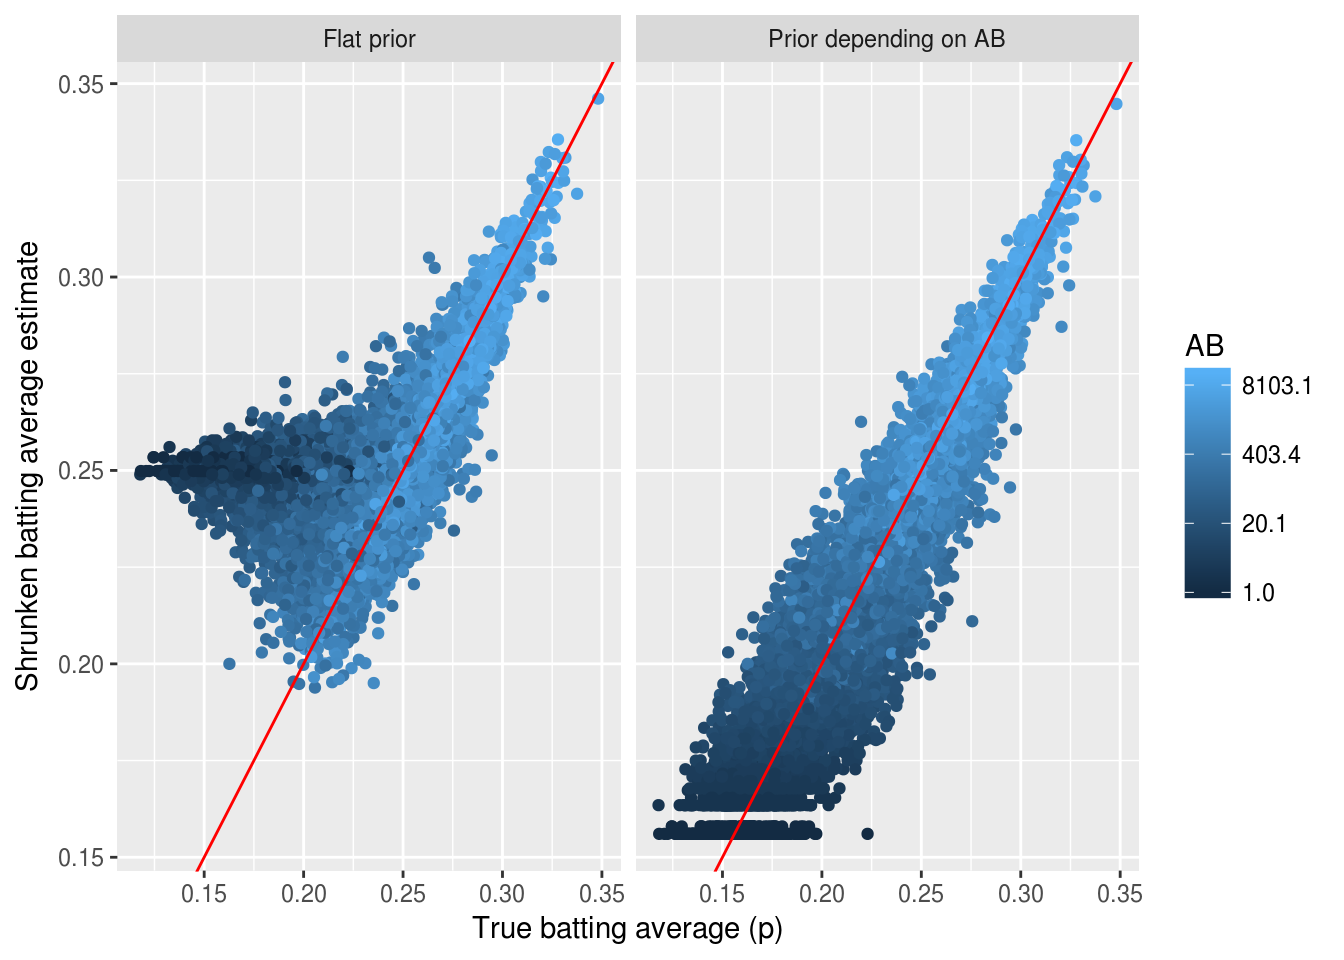 Flat prior
Prior depending on AB
0.35
0.30
0.25
0.20
0.15
Shrunken batting average estimate
0.15 0.20 0.25 0.30 0.35
0.15 0.20 0.25 0.30 0.35
True batting average (p)
AB
8103.1
403.4
20.1
1.0